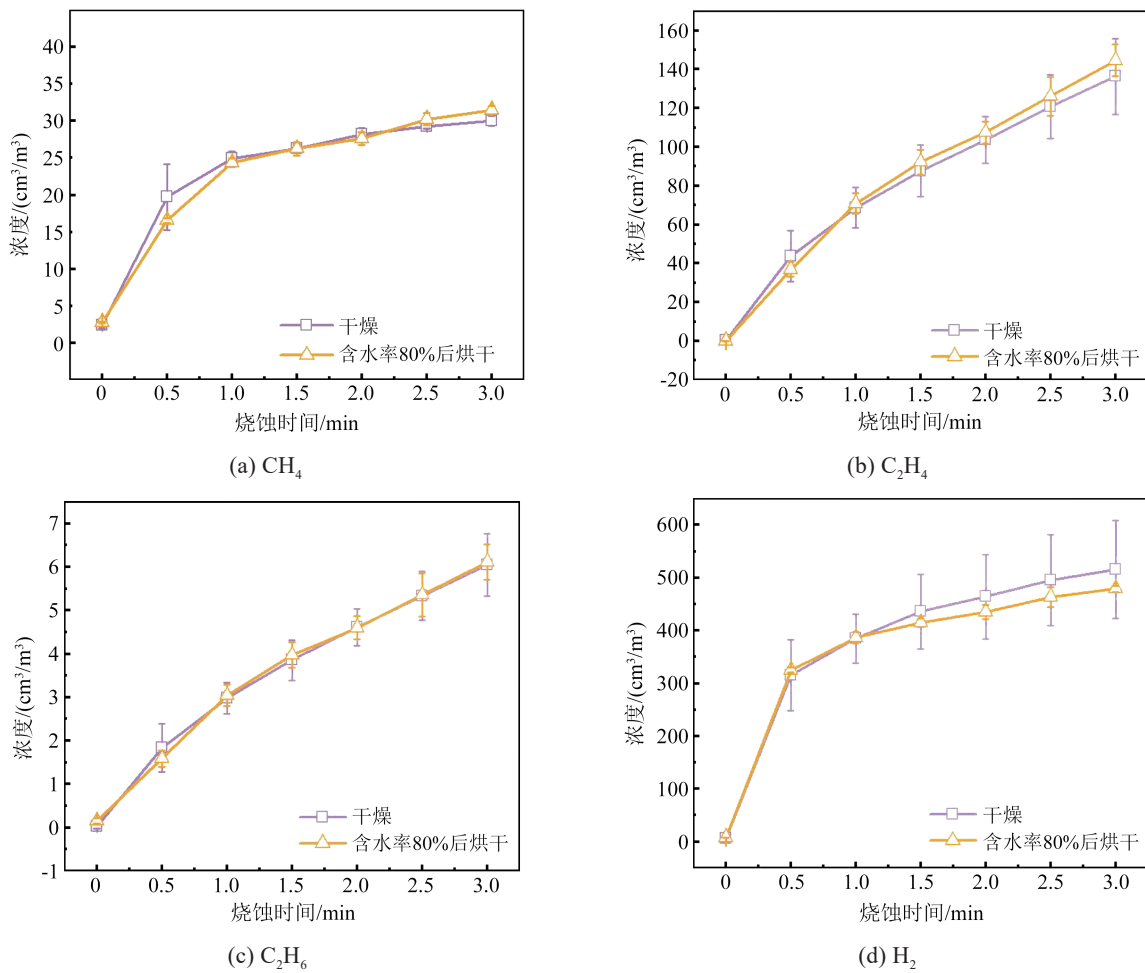 40
35
30
25
20
15
10
5
0
浓度/(cm³/m³)
干燥
含水率80%后烘干
0 0.5 1.0 1.5 2.0 2.5 3.0
烧蚀时间/min
(a) CH₄
160
140
120
100
80
60
40
20
0
-20
浓度/(cm³/m³)
干燥
含水率80%后烘干
0 0.5 1.0 1.5 2.0 2.5 3.0
烧蚀时间/min
(b) C₂H₄
7
6
5
4
3
2
1
0
-1
浓度/(cm³/m³)
干燥
含水率80%后烘干
0 0.5 1.0 1.5 2.0 2.5 3.0
烧蚀时间/min
(c) C₂H₆
600
500
400
300
200
100
0
浓度/(cm³/m³)
干燥
含水率80%后烘干
0 0.5 1.0 1.5 2.0 2.5 3.0
烧蚀时间/min
(d) H₂